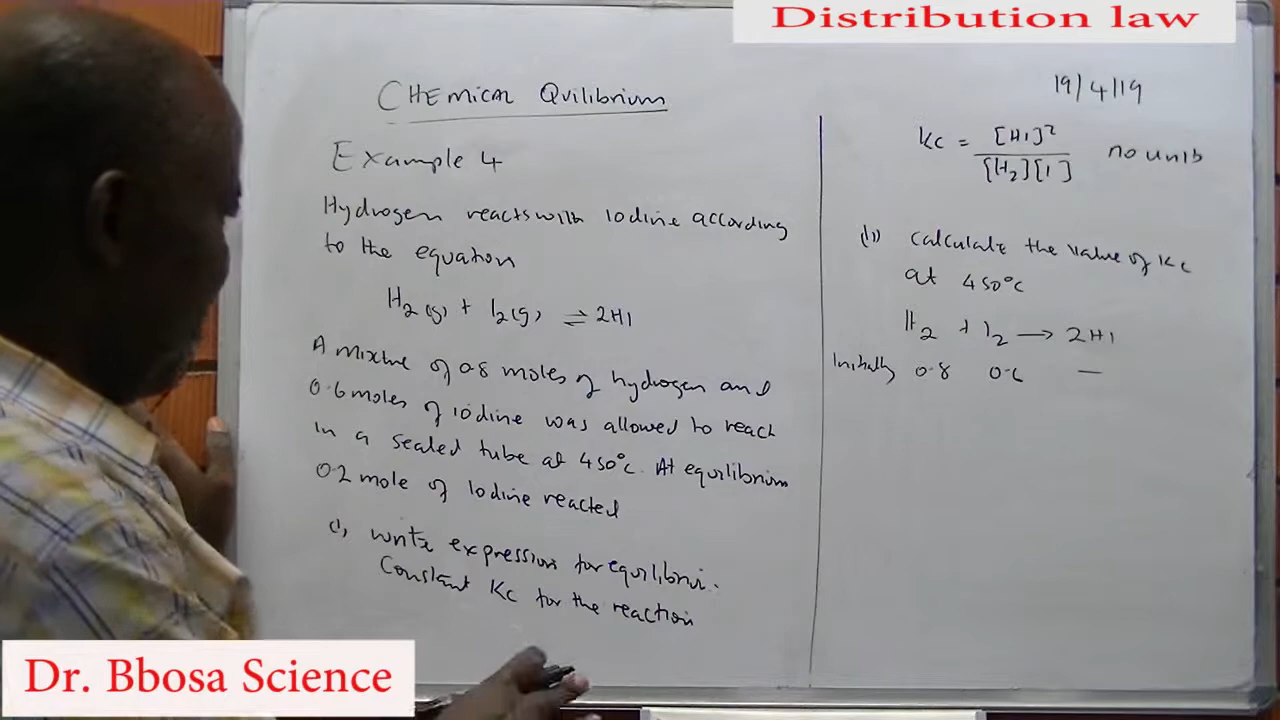 Distribution law
CHEMICAL QUILIBRIUM
19/4/19
Example 4
Hydrogen reacts with Iodine according
to the equation
H2(g) + I2(g) ⇌ 2HI
A mixture of 0.8 moles of hydrogen and
0.6 moles of iodine was allowed to react
in a sealed tube at 450°C. At equilibrium
0.2 mole of Iodine reacted
i, write expression for equilibriu.
Constant Kc for the reaction
Kc = [HI]² / [H2][I] no units
(ii) Calculate the value of Kc
at 450°C
H2 + I2 → 2HI
Initially 0.8 0.6 —
Dr. Bbosa Science